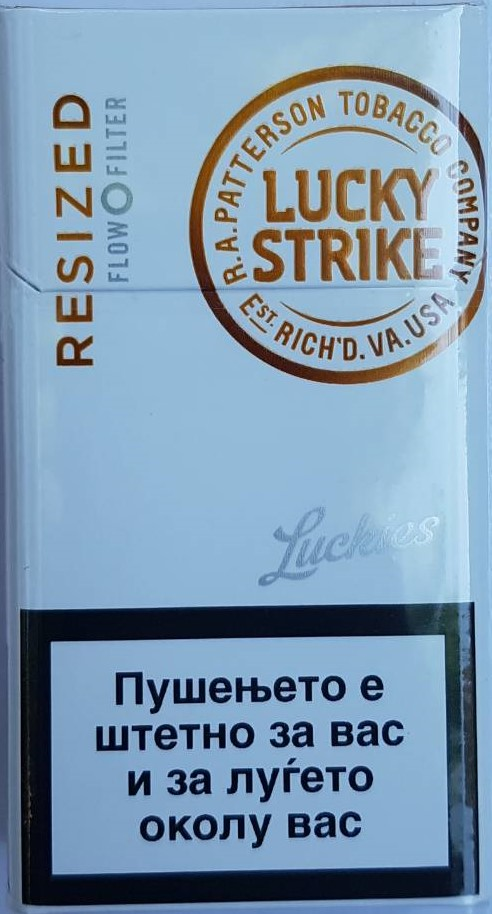 RESIZED
FLOW FILTER
R.A.PATTERSON TOBACCO COMPANY
LUCKY
STRIKE
EST. RICH'D. VA. USA
Luckies
Пушењето е
штетно за вас
и за луѓето
околу вас